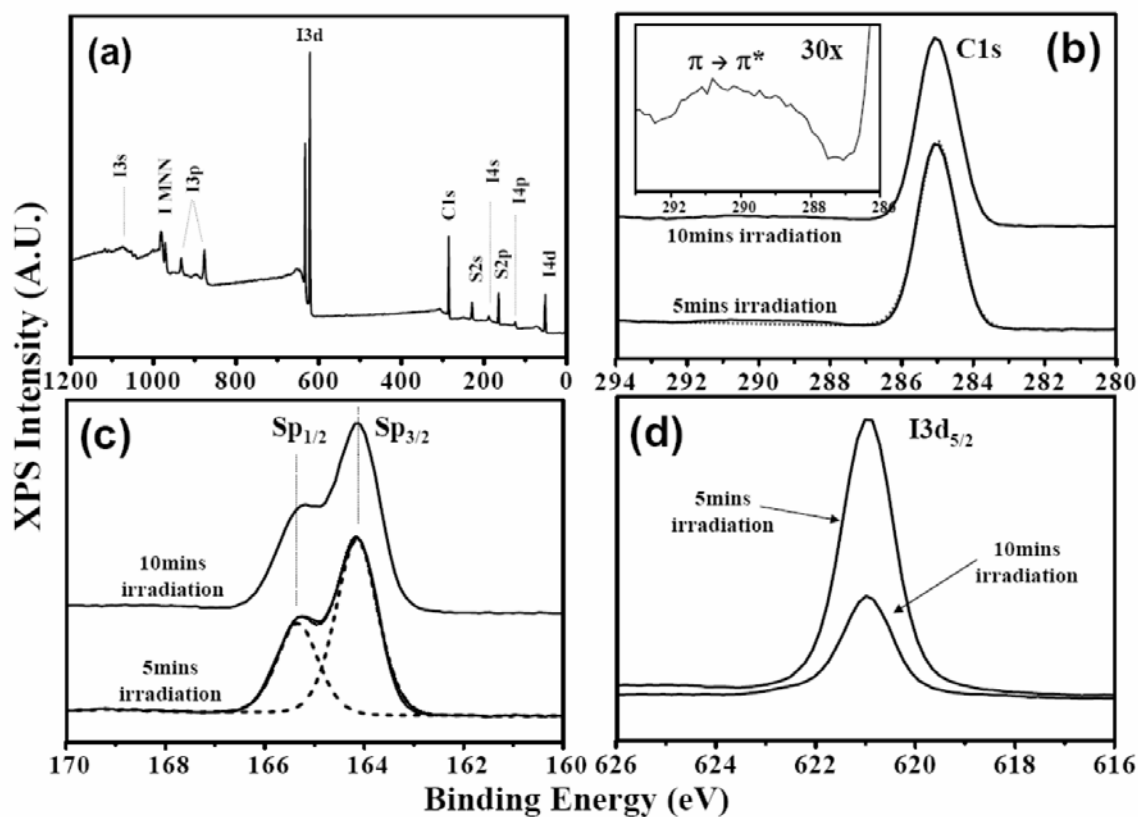 XPS Intensity (A.U.)
(a)
I3d
I3s
I MNN
I3p
C1s
S2s
I4s
S2p
I4p
I4d
1200 1000 800 600 400 200 0
(b)
C1s
30x
π → π*
292 290 288 286
10mins irradiation
5mins irradiation
294 292 290 288 286 284 282 280
(c)
Sp1/2
Sp3/2
10mins
irradiation
5mins
irradiation
170 168 166 164 162 160
(d)
I3d5/2
5mins
irradiation
10mins
irradiation
626 624 622 620 618 616
Binding Energy (eV)